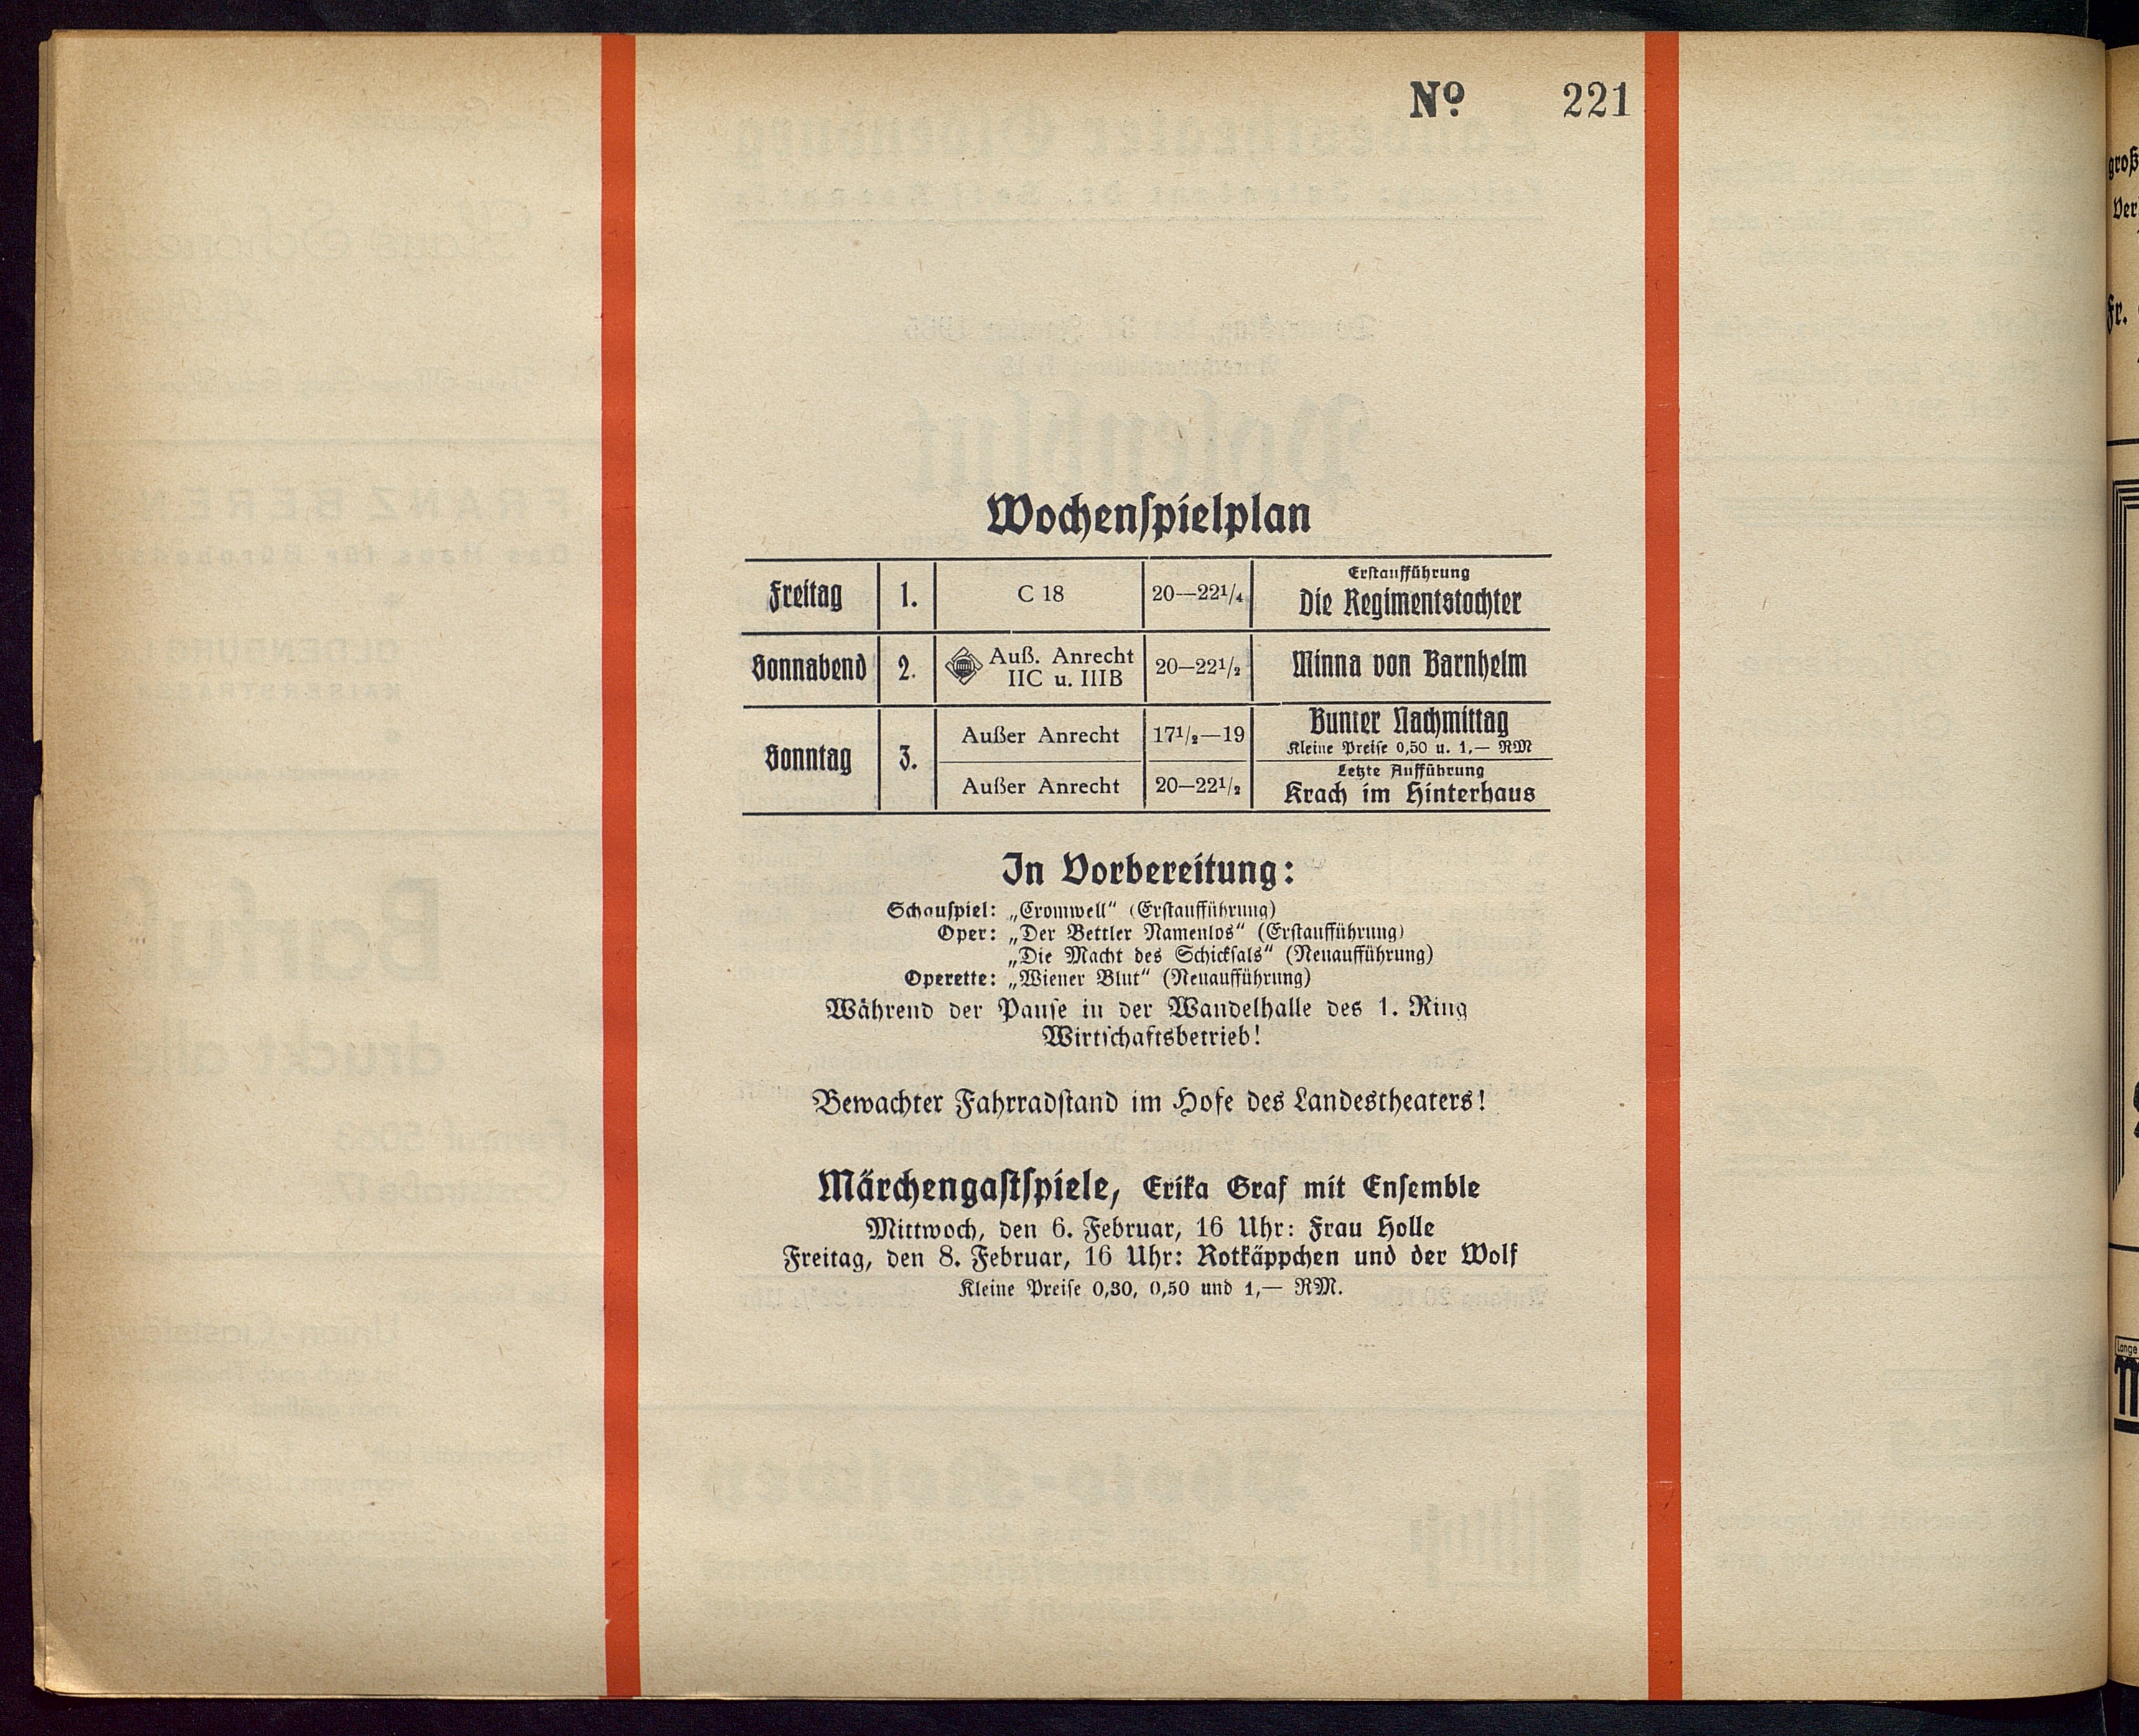 № 221
Wochenspielplan
Freitag 1. C 18 20—22¹/₄ Erstaufführung
Die Regimentstochter
Sonnabend 2. Auß. Anrecht
IIC u. IIIB 20—22¹/₂ Minna von Barnhelm
Sonntag 3. Außer Anrecht 17¹/₂—19 Bunter Nachmittag
Kleine Preise 0,50 u. 1,— RM
Außer Anrecht 20—22¹/₂ Letzte Aufführung
Krach im Hinterhaus
In Vorbereitung:
Schauspiel: „Cromwell“ (Erstaufführung)
Oper: „Der Bettler Namenlos“ (Erstaufführung)
„Die Macht des Schicksals“ (Neuaufführung)
Operette: „Wiener Blut“ (Neuaufführung)
Während der Pause in der Wandelhalle des 1. Ring
Wirtschaftsbetrieb!
Bewachter Fahrradstand im Hofe des Landestheaters!
Märchengastspiele, Erika Graf mit Ensemble
Mittwoch, den 6. Februar, 16 Uhr: Frau Holle
Freitag, den 8. Februar, 16 Uhr: Rotkäppchen und der Wolf
Kleine Preise 0,30, 0,50 und 1,— RM.
groß
Ver
Fr.
Lange